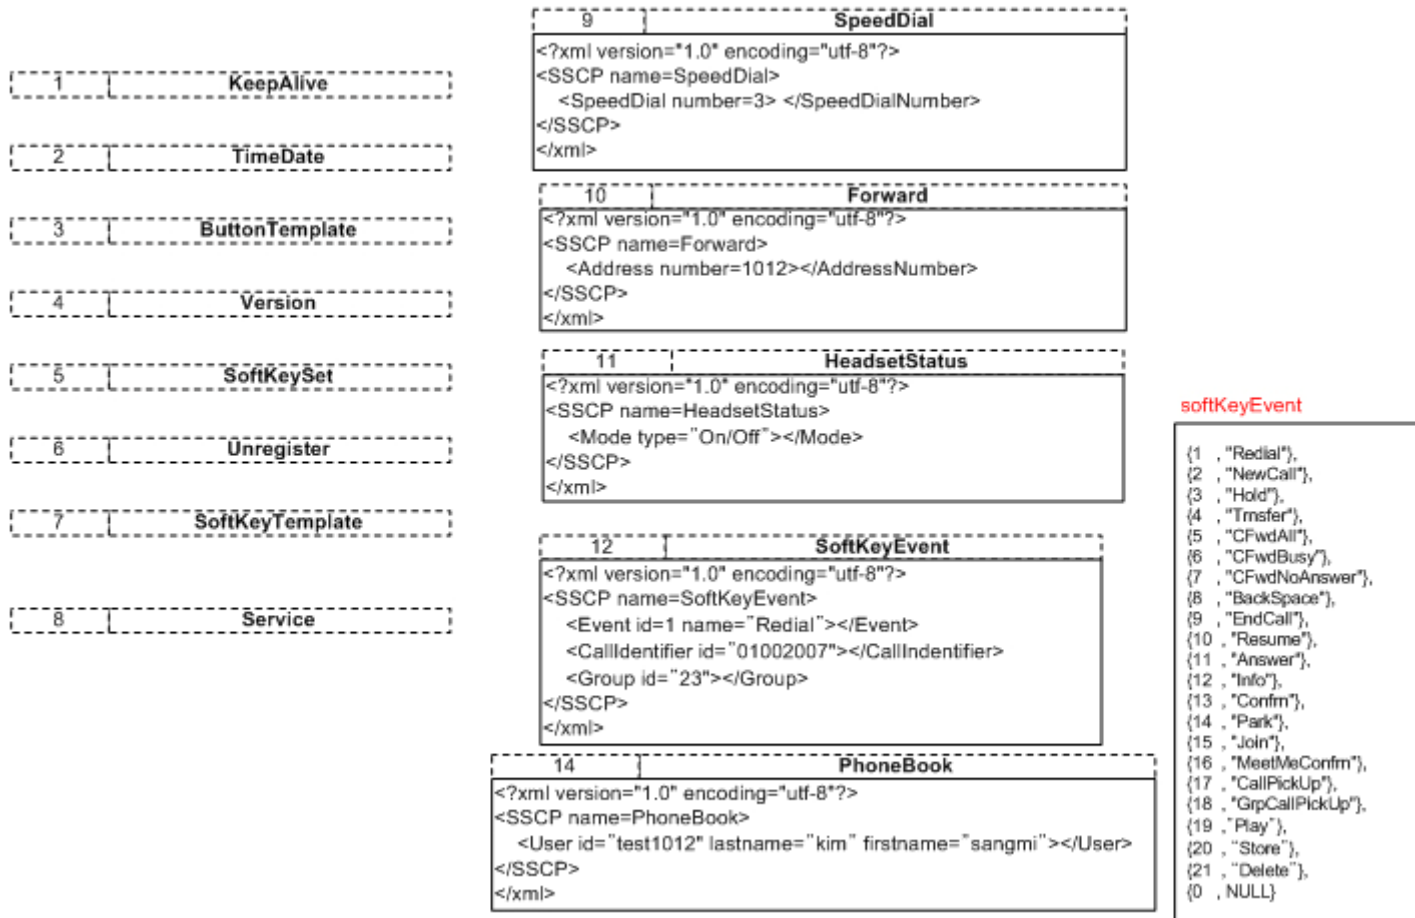 1 KeepAlive
2 TimeDate
3 ButtonTemplate
4 Version
5 SoftKeySet
6 Unregister
7 SoftKeyTemplate
8 Service
9 SpeedDial
<?xml version="1.0" encoding="utf-8"?>
<SSCP name=SpeedDial>
<SpeedDial number=3> </SpeedDialNumber>
</SSCP>
</xml>
10 Forward
<?xml version="1.0" encoding="utf-8"?>
<SSCP name=Forward>
<Address number=1012></AddressNumber>
</SSCP>
</xml>
11 HeadsetStatus
<?xml version="1.0" encoding="utf-8"?>
<SSCP name=HeadsetStatus>
<Mode type="On/Off"></Mode>
</SSCP>
</xml>
12 SoftKeyEvent
<?xml version="1.0" encoding="utf-8"?>
<SSCP name=SoftKeyEvent>
<Event id=1 name="Redial"></Event>
<CallIdentifier id="01002007"></CallIndentifier>
<Group id="23"></Group>
</SSCP>
</xml>
14 PhoneBook
<?xml version="1.0" encoding="utf-8"?>
<SSCP name=PhoneBook>
<User id="test1012" lastname="kim" firstname="sangmi"></User>
</SSCP>
</xml>
softKeyEvent
{1 , "Redial"},
{2 , "NewCall"},
{3 , "Hold"},
{4 , "Trnsfer"},
{5 , "CFwdAll"},
{6 , "CFwdBusy"},
{7 , "CFwdNoAnswer"},
{8 , "BackSpace"},
{9 , "EndCall"},
{10 , "Resume"},
{11 , "Answer"},
{12 , "Info"},
{13 , "Confrn"},
{14 , "Park"},
{15 , "Join"},
{16 , "MeetMeConfrn"},
{17 , "CallPickUp"},
{18 , "GrpCallPickUp"},
{19 , "Play"},
{20 , "Store"},
{21 , "Delete"},
{0 , NULL}